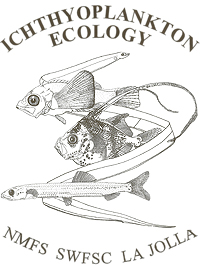 ICHTHYOPLANKTON
ECOLOGY
NMFS SWFSC LA JOLLA